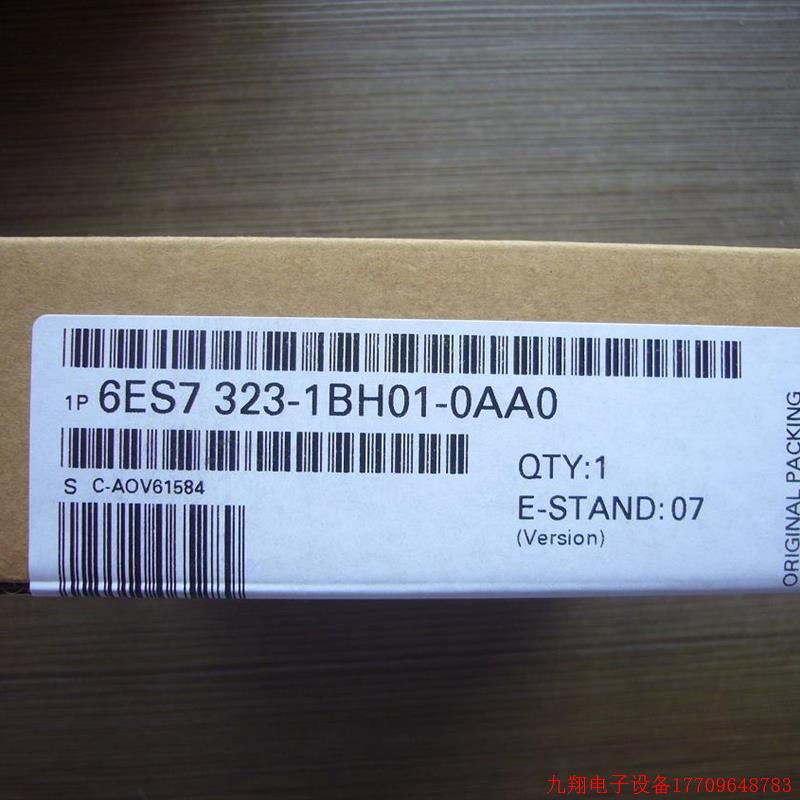 1P 6ES7 323-1BH01-0AA0
S C-AOV61584
QTY:1
E-STAND:07
(Version)
ORIGINAL PACKING
九翔电子设备17709648783